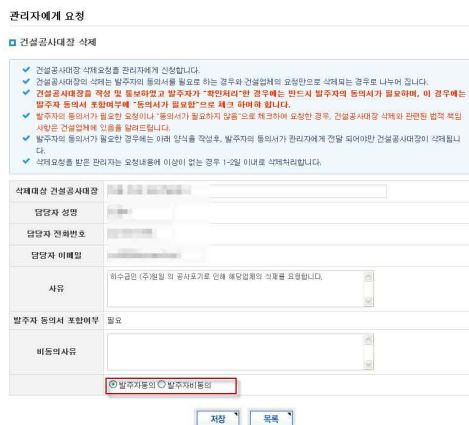 관리자에게 요청
건설공사대장 삭제
건설공사대장 삭제요청을 관리자에게 신청합니다.
건설공사대장의 삭제는 발주자의 동의서를 필요로 하는 경우와 건설업체의 요청만으로 삭제되는 경우로 나누어 집니다.
건설공사대장을 작성 및 통보하였고 발주자가 "확인처리"한 경우에는 반드시 발주자의 동의서가 필요하며, 이 경우에는
발주자 동의서 포함여부에 "동의서가 필요함"으로 체크 하여야 합니다.
발주자의 동의서가 필요한 요청이나 "동의서가 필요하지 않음"으로 체크하여 요청한 경우, 건설공사대장 삭제와 관련된 법적 책임
사항은 건설업체에 있음을 알려드립니다.
발주자의 동의서가 필요한 경우에는 아래 양식을 작성후, 발주자의 동의서가 관리자에게 전달 되어야만 건설공사대장이 삭제됩니
다.
삭제요청을 받은 관리자는 요청내용에 이상이 없는 경우 1-2일 이내로 삭제처리합니다.
삭제대상 건설공사대장
담당자 성명
담당자 전화번호
담당자 이메일
사유 하수급인 (주)원일 의 공사포기로 인해 해당업체의 삭제를 요청합니다.
발주자 동의서 포함여부 필요
비동의사유
발주자동의 발주자비동의
저장 목록